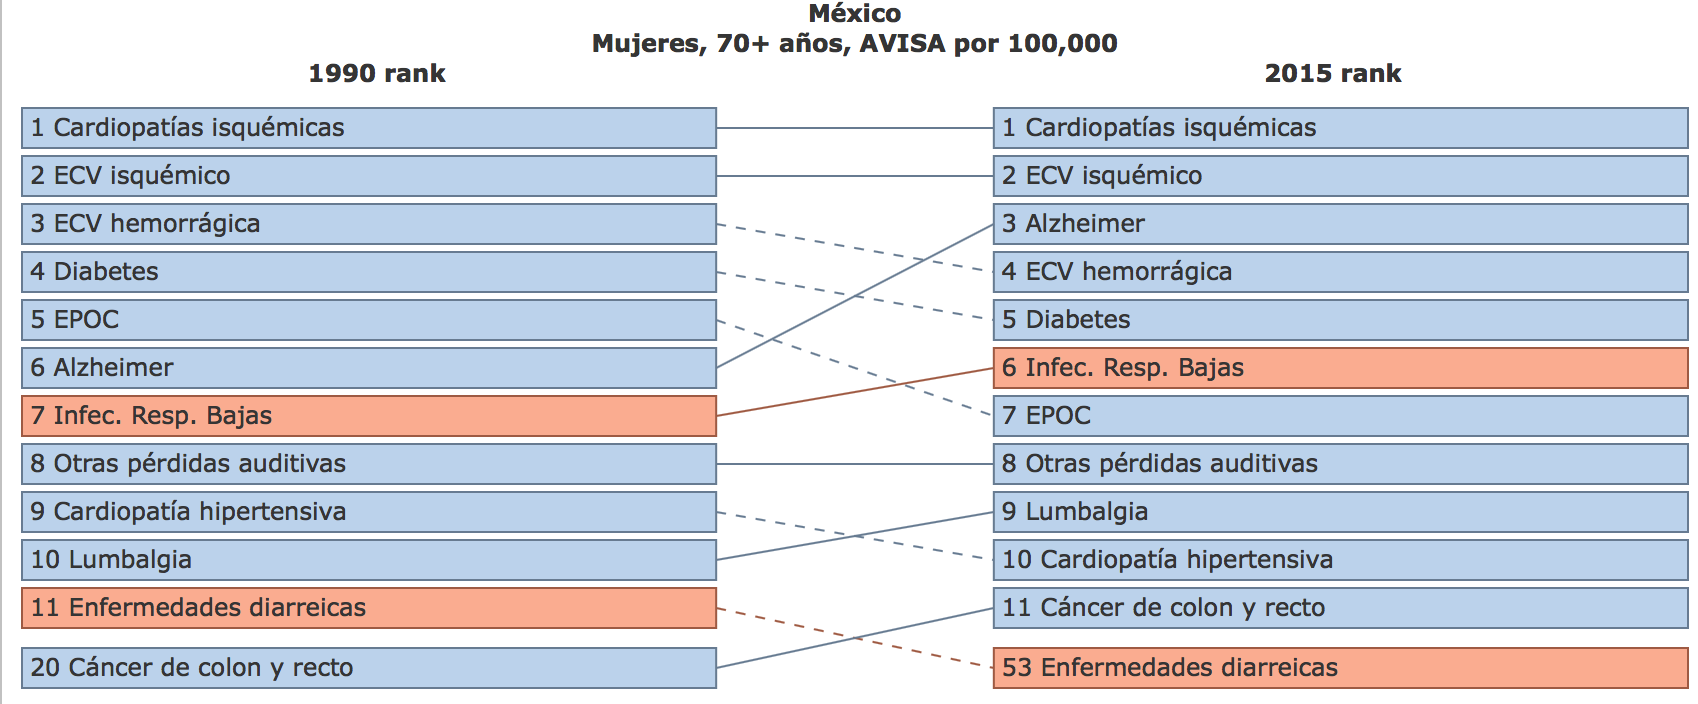 México
Mujeres, 70+ años, AVISA por 100,000
1990 rank
2015 rank
1 Cardiopatías isquémicas
1 Cardiopatías isquémicas
2 ECV isquémico
2 ECV isquémico
3 ECV hemorrágica
3 Alzheimer
4 Diabetes
4 ECV hemorrágica
5 EPOC
5 Diabetes
6 Alzheimer
6 Infec. Resp. Bajas
7 Infec. Resp. Bajas
7 EPOC
8 Otras pérdidas auditivas
8 Otras pérdidas auditivas
9 Cardiopatía hipertensiva
9 Lumbalgia
10 Lumbalgia
10 Cardiopatía hipertensiva
11 Enfermedades diarreicas
11 Cáncer de colon y recto
20 Cáncer de colon y recto
53 Enfermedades diarreicas